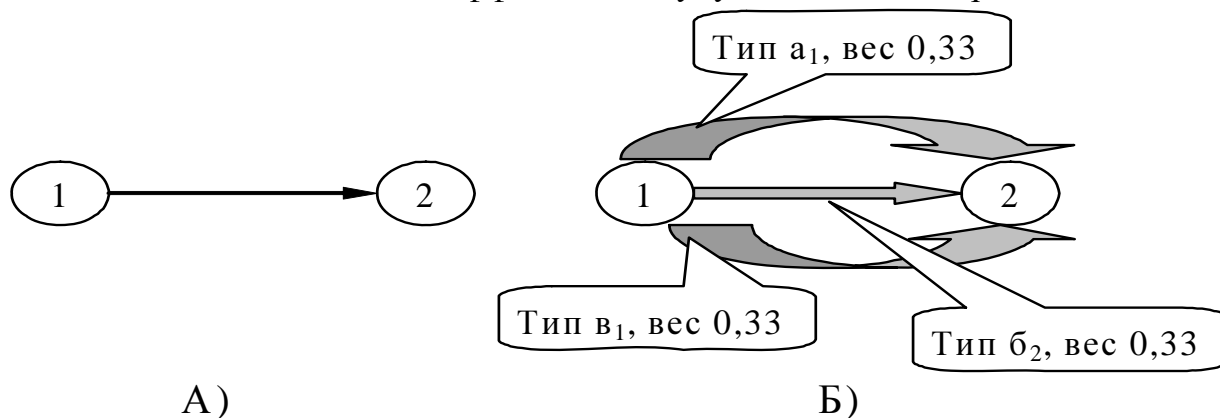 Тип а₁, вес 0,33
1
2
1
2
Тип в₁, вес 0,33
Тип б₂, вес 0,33
А)
Б)